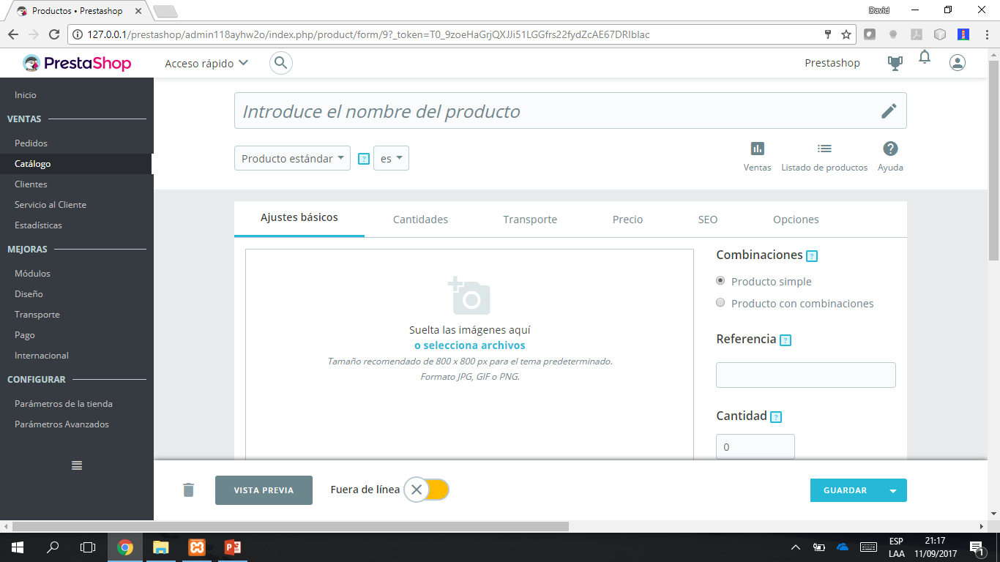 Productos • Prestashop
David
127.0.0.1/prestashop/admin118ayhw2o/index.php/product/form/9?_token=T0_9zoeHaGrjQXJJi51LGGfrs22fydZcAE67DRIbIac
PrestaShop
Acceso rápido
Prestashop
Inicio
VENTAS
Pedidos
Catálogo
Clientes
Servicio al Cliente
Estadísticas
MEJORAS
Módulos
Diseño
Transporte
Pago
Internacional
CONFIGURAR
Parámetros de la tienda
Parámetros Avanzados
Introduce el nombre del producto
Producto estándar ? es
Ventas Listado de productos Ayuda
Ajustes básicos Cantidades Transporte Precio SEO Opciones
Suelta las imágenes aquí
o selecciona archivos
Tamaño recomendado de 800 x 800 px para el tema predeterminado.
Formato JPG, GIF o PNG.
Combinaciones ?
Producto simple
Producto con combinaciones
Referencia ?
Cantidad ?
0
VISTA PREVIA
Fuera de línea
GUARDAR
ESP
LAA
21:17
11/09/2017
1